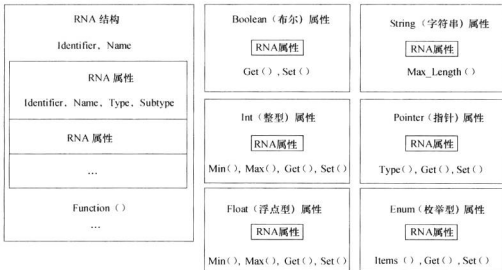 RNA 结构
Identifier、Name
RNA 属性
Identifier、Name、Type、Subtype
RNA 属性
…
Function（）
…
Boolean（布尔）属性
RNA属性
Get（）, Set（）
String（字符串）属性
RNA属性
Max_Length（）
Int（整型）属性
RNA属性
Min（）, Max（）, Get（）, Set（）
Pointer（指针）属性
RNA属性
Type（）, Get（）, Set（）
Float（浮点型）属性
RNA属性
Min（）, Max（）, Get（）, Set（）
Enum（枚举型）属性
RNA属性
Items（）, Get（）, Set（）